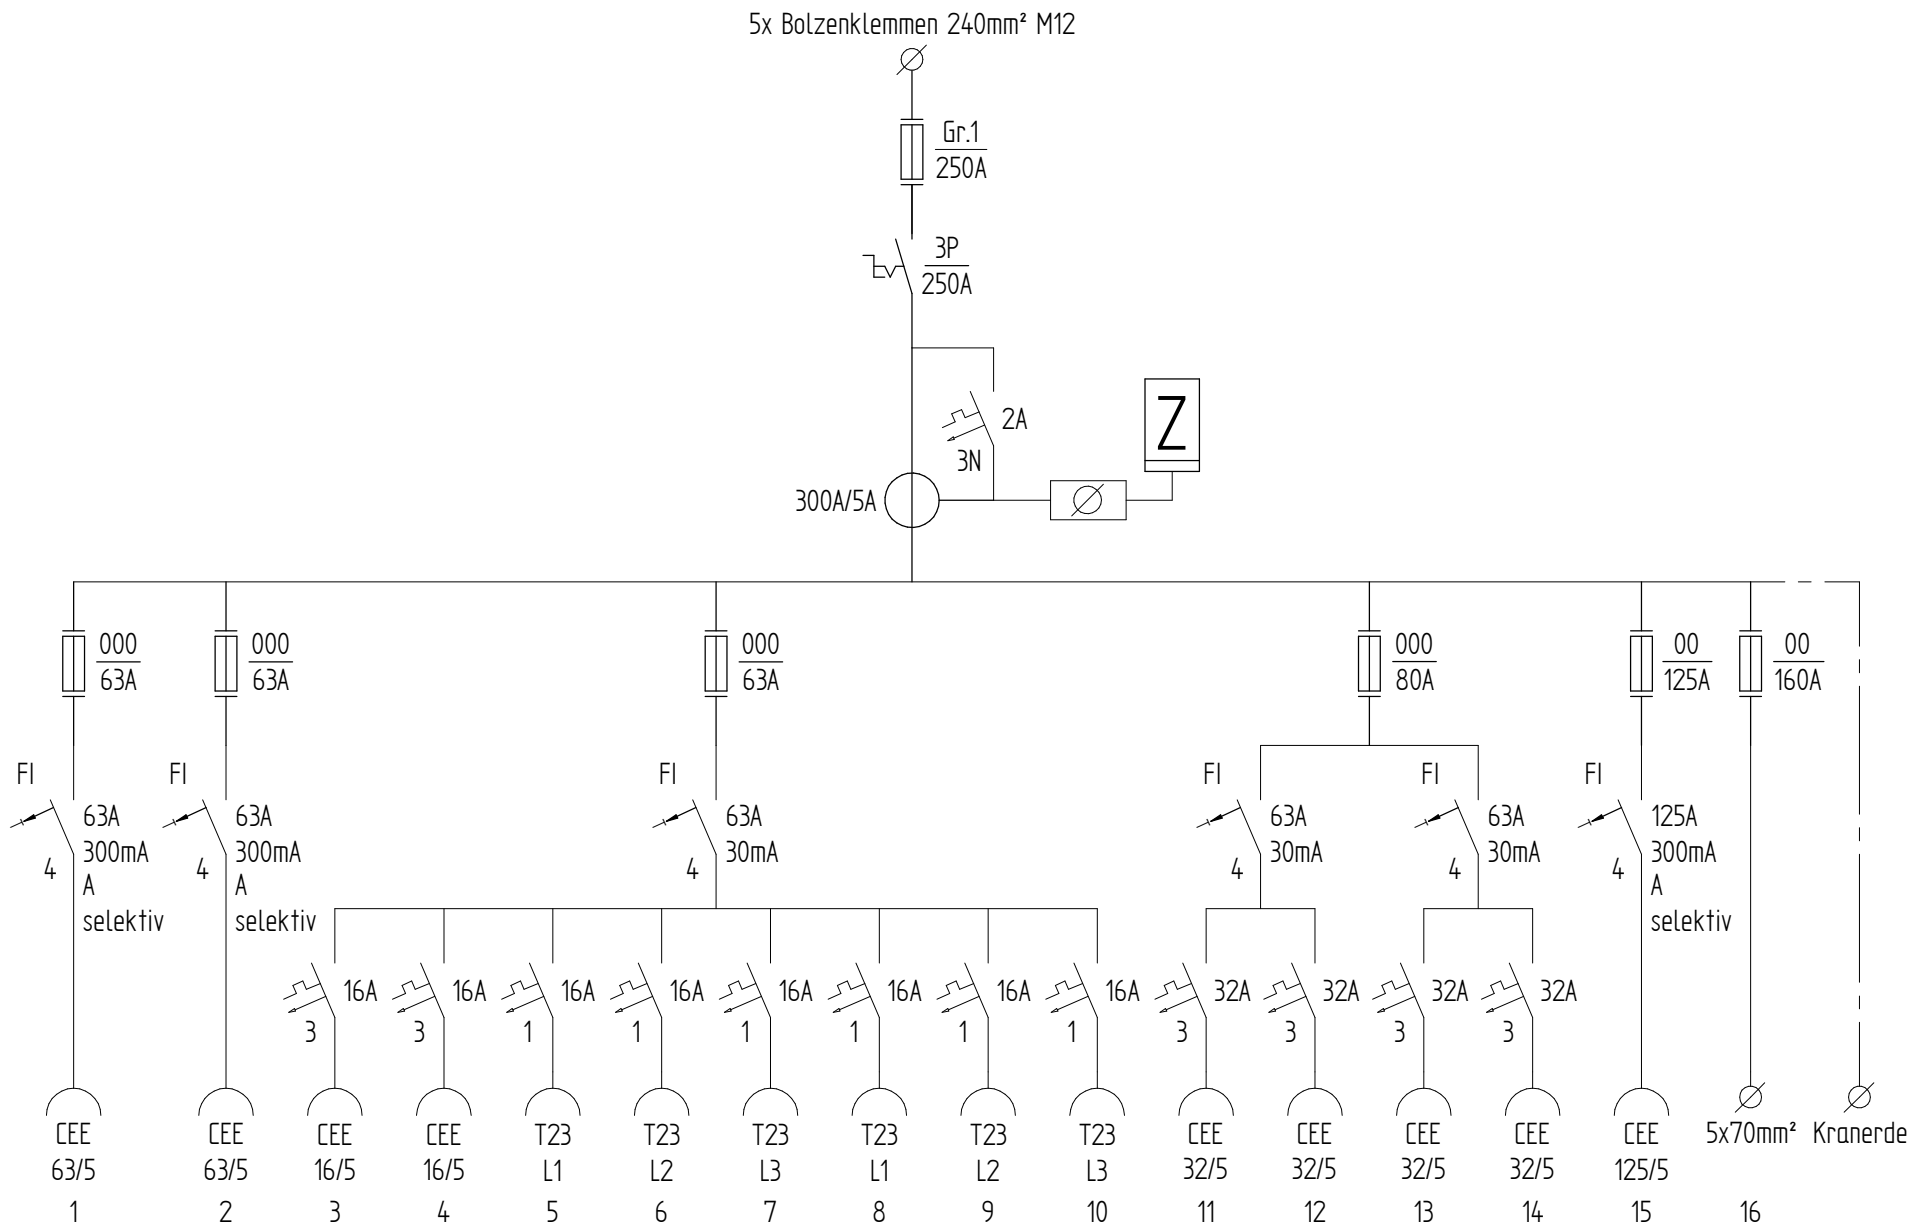 5x Bolzenklemmen 240mm² M12
Gr.1
250A
3P
250A
2A
3N
Z
300A/5A
000 000 000 000 00 00
63A 63A 63A 80A 125A 160A
FI FI FI FI FI FI
63A 63A 63A 63A 63A 125A
300mA 300mA 30mA 30mA 30mA 300mA
4 4 4 4 4 4
A A A
selektiv selektiv selektiv
16A 16A 16A 16A 16A 16A 16A 16A 32A 32A 32A 32A
3 3 1 1 1 1 1 1 3 3 3 3
CEE CEE CEE CEE T23 T23 T23 T23 T23 T23 CEE CEE CEE CEE CEE 5x70mm² Kranerde
63/5 63/5 16/5 16/5 L1 L2 L3 L1 L2 L3 32/5 32/5 32/5 32/5 125/5
1 2 3 4 5 6 7 8 9 10 11 12 13 14 15 16